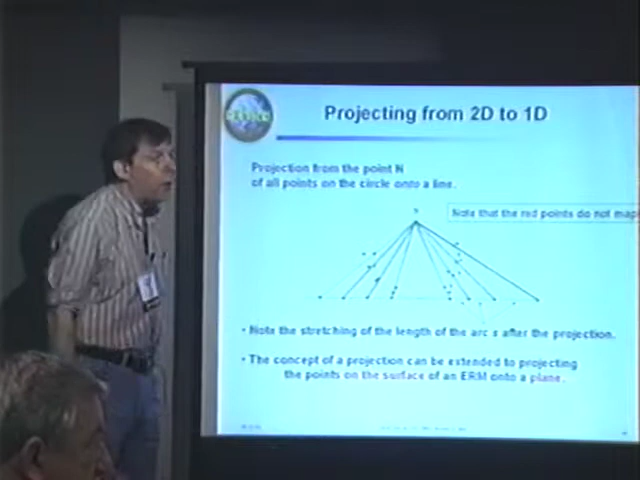 Projecting from 2D to 1D
Projection from the point N
of all points on the circle onto a line.
Note that the red points do not map
• Note the stretching of the length of the arc s after the projection.
• The concept of a projection can be extended to projecting
the points on the surface of an ERM onto a plane.